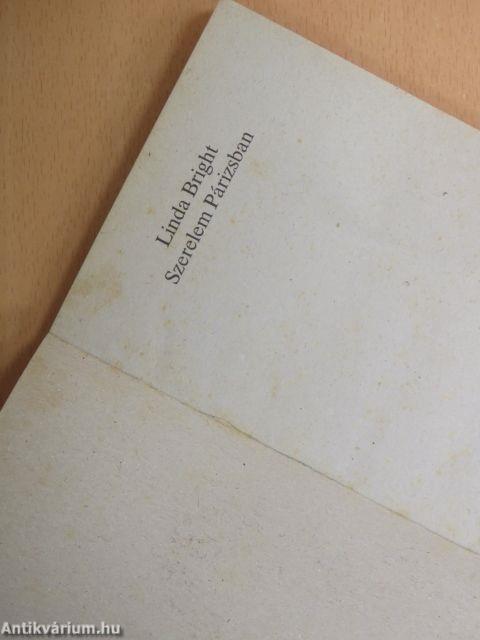 Linda Bright
Szerelem Párizsban
Antikvárium.hu